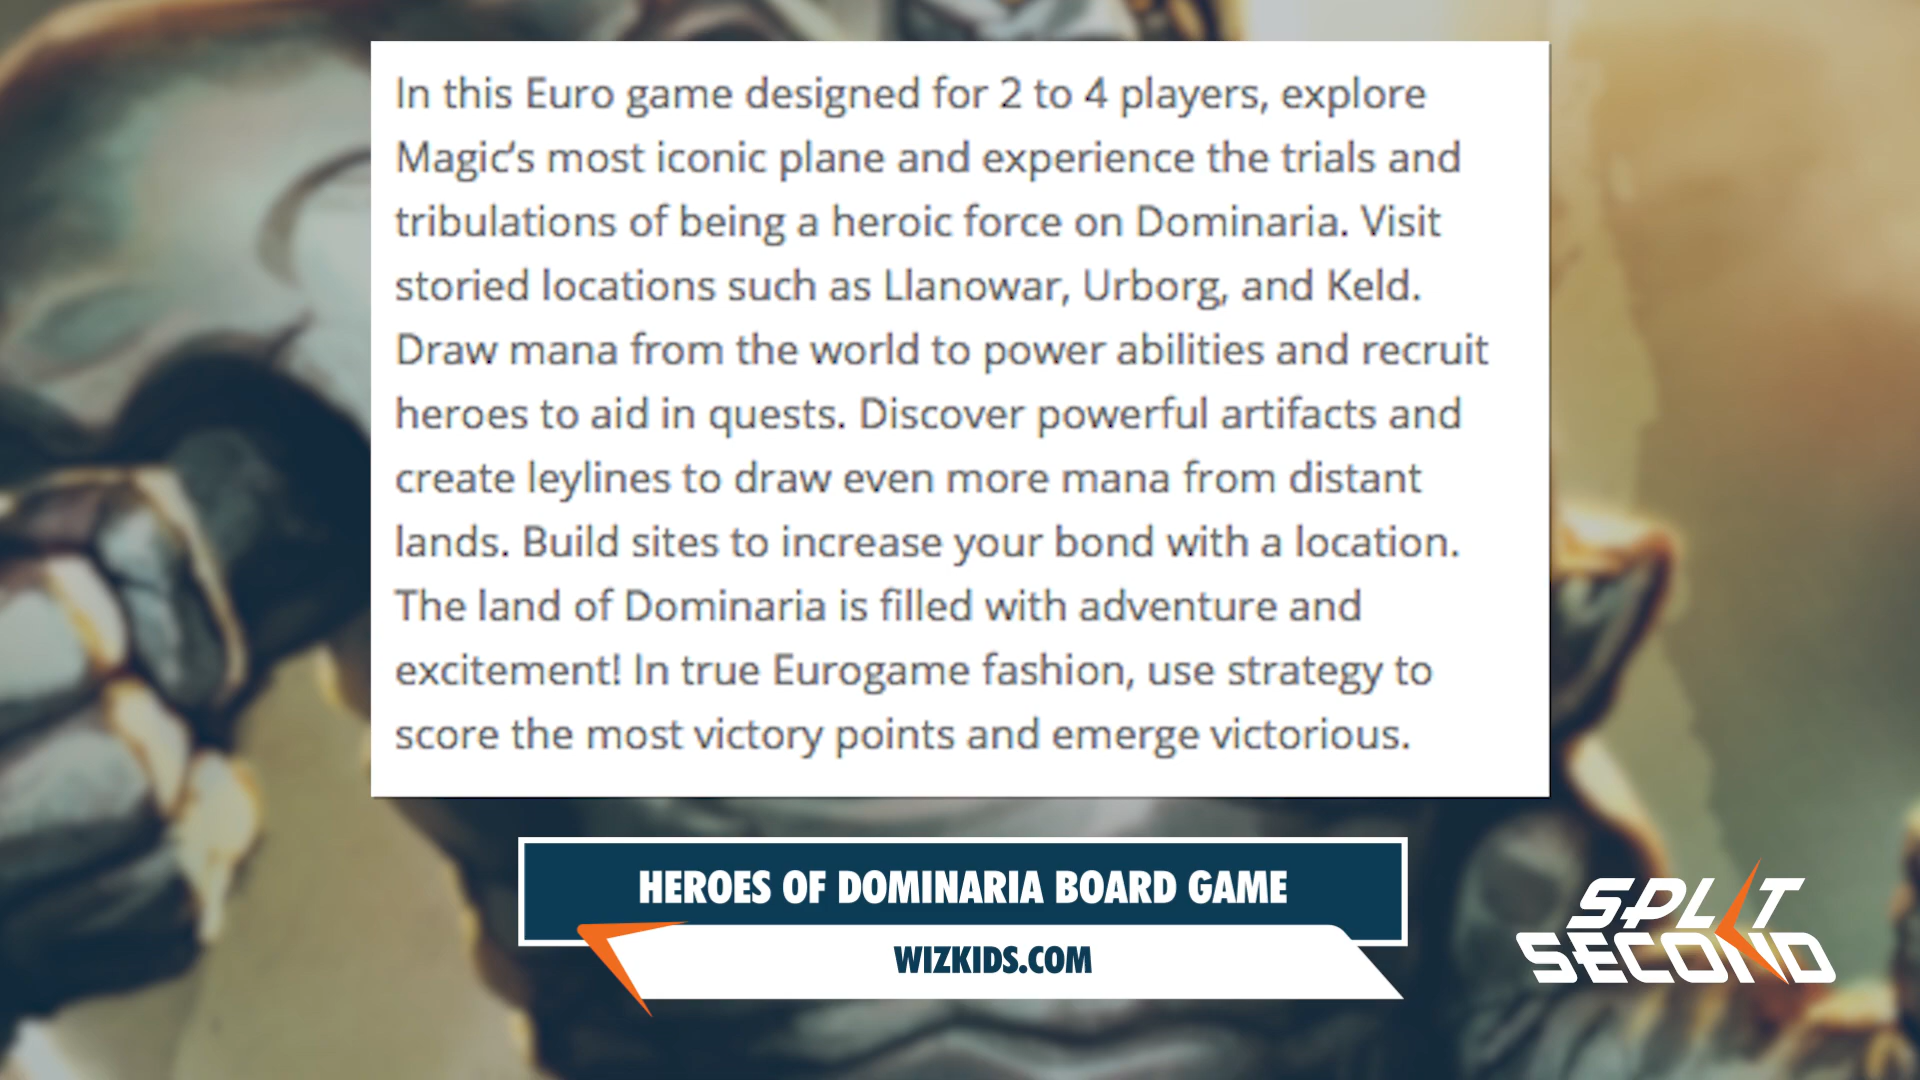 In this Euro game designed for 2 to 4 players, explore
Magic's most iconic plane and experience the trials and
tribulations of being a heroic force on Dominaria. Visit
storied locations such as Llanowar, Urborg, and Keld.
Draw mana from the world to power abilities and recruit
heroes to aid in quests. Discover powerful artifacts and
create leylines to draw even more mana from distant
lands. Build sites to increase your bond with a location.
The land of Dominaria is filled with adventure and
excitement! In true Eurogame fashion, use strategy to
score the most victory points and emerge victorious.
HEROES OF DOMINARIA BOARD GAME
WIZKIDS.COM
SPLIT
SECOND